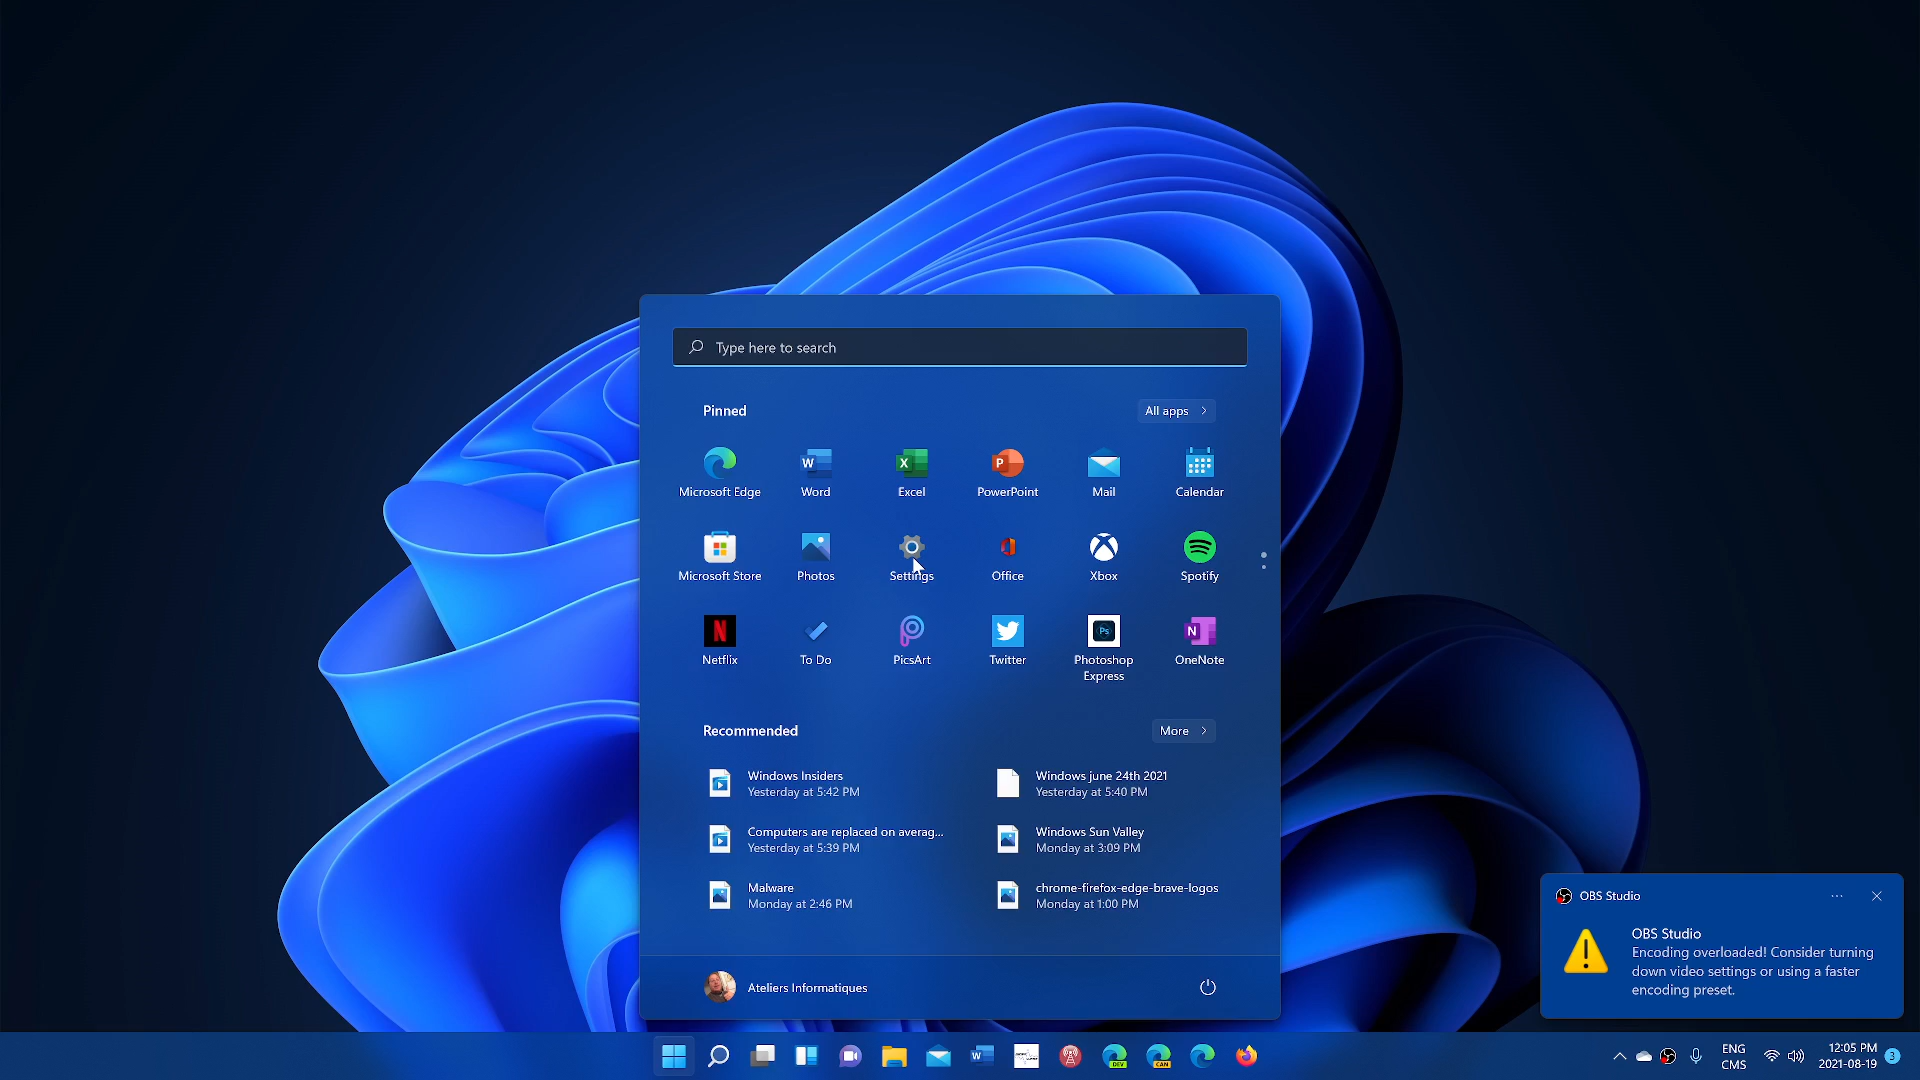 Type here to search
Pinned
All apps
Microsoft Edge
Word
Excel
PowerPoint
Mail
Calendar
Microsoft Store
Photos
Settings
Office
Xbox
Spotify
Netflix
To Do
PicsArt
Twitter
Photoshop
Express
OneNote
Recommended
More
Windows Insiders
Yesterday at 5:42 PM
Windows june 24th 2021
Yesterday at 5:40 PM
Computers are replaced on averag...
Yesterday at 5:39 PM
Windows Sun Valley
Monday at 3:09 PM
Malware
Monday at 2:46 PM
chrome-firefox-edge-brave-logos
Monday at 1:00 PM
Ateliers Informatiques
OBS Studio
OBS Studio
Encoding overloaded! Consider turning
down video settings or using a faster
encoding preset.
DEV
CAN
ENG
CMS
12:05 PM
2021-08-19
3